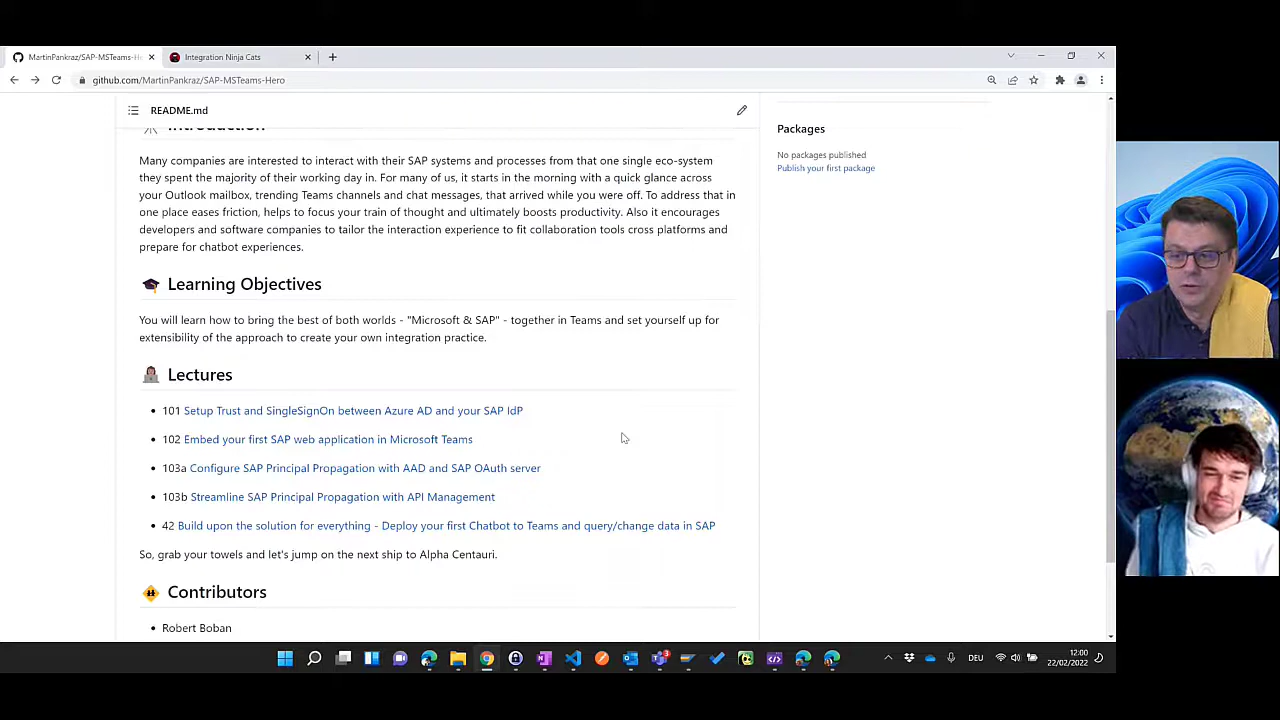 MartinPankraz/SAP-MSTeams-He
Integration Ninja Cats
github.com/MartinPankraz/SAP-MSTeams-Hero
README.md
Introduction
Many companies are interested to interact with their SAP systems and processes from that one single eco-system
they spent the majority of their working day in. For many of us, it starts in the morning with a quick glance across
your Outlook mailbox, trending Teams channels and chat messages, that arrived while you were off. To address that in
one place eases friction, helps to focus your train of thought and ultimately boosts productivity. Also it encourages
developers and software companies to tailor the interaction experience to fit collaboration tools cross platforms and
prepare for chatbot experiences.
Learning Objectives
You will learn how to bring the best of both worlds - "Microsoft & SAP" - together in Teams and set yourself up for
extensibility of the approach to create your own integration practice.
Lectures
101 Setup Trust and SingleSignOn between Azure AD and your SAP IdP
102 Embed your first SAP web application in Microsoft Teams
103a Configure SAP Principal Propagation with AAD and SAP OAuth server
103b Streamline SAP Principal Propagation with API Management
42 Build upon the solution for everything - Deploy your first Chatbot to Teams and query/change data in SAP
So, grab your towels and let's jump on the next ship to Alpha Centauri.
Contributors
Robert Boban
Packages
No packages published
Publish your first package
DEU
12:00
22/02/2022